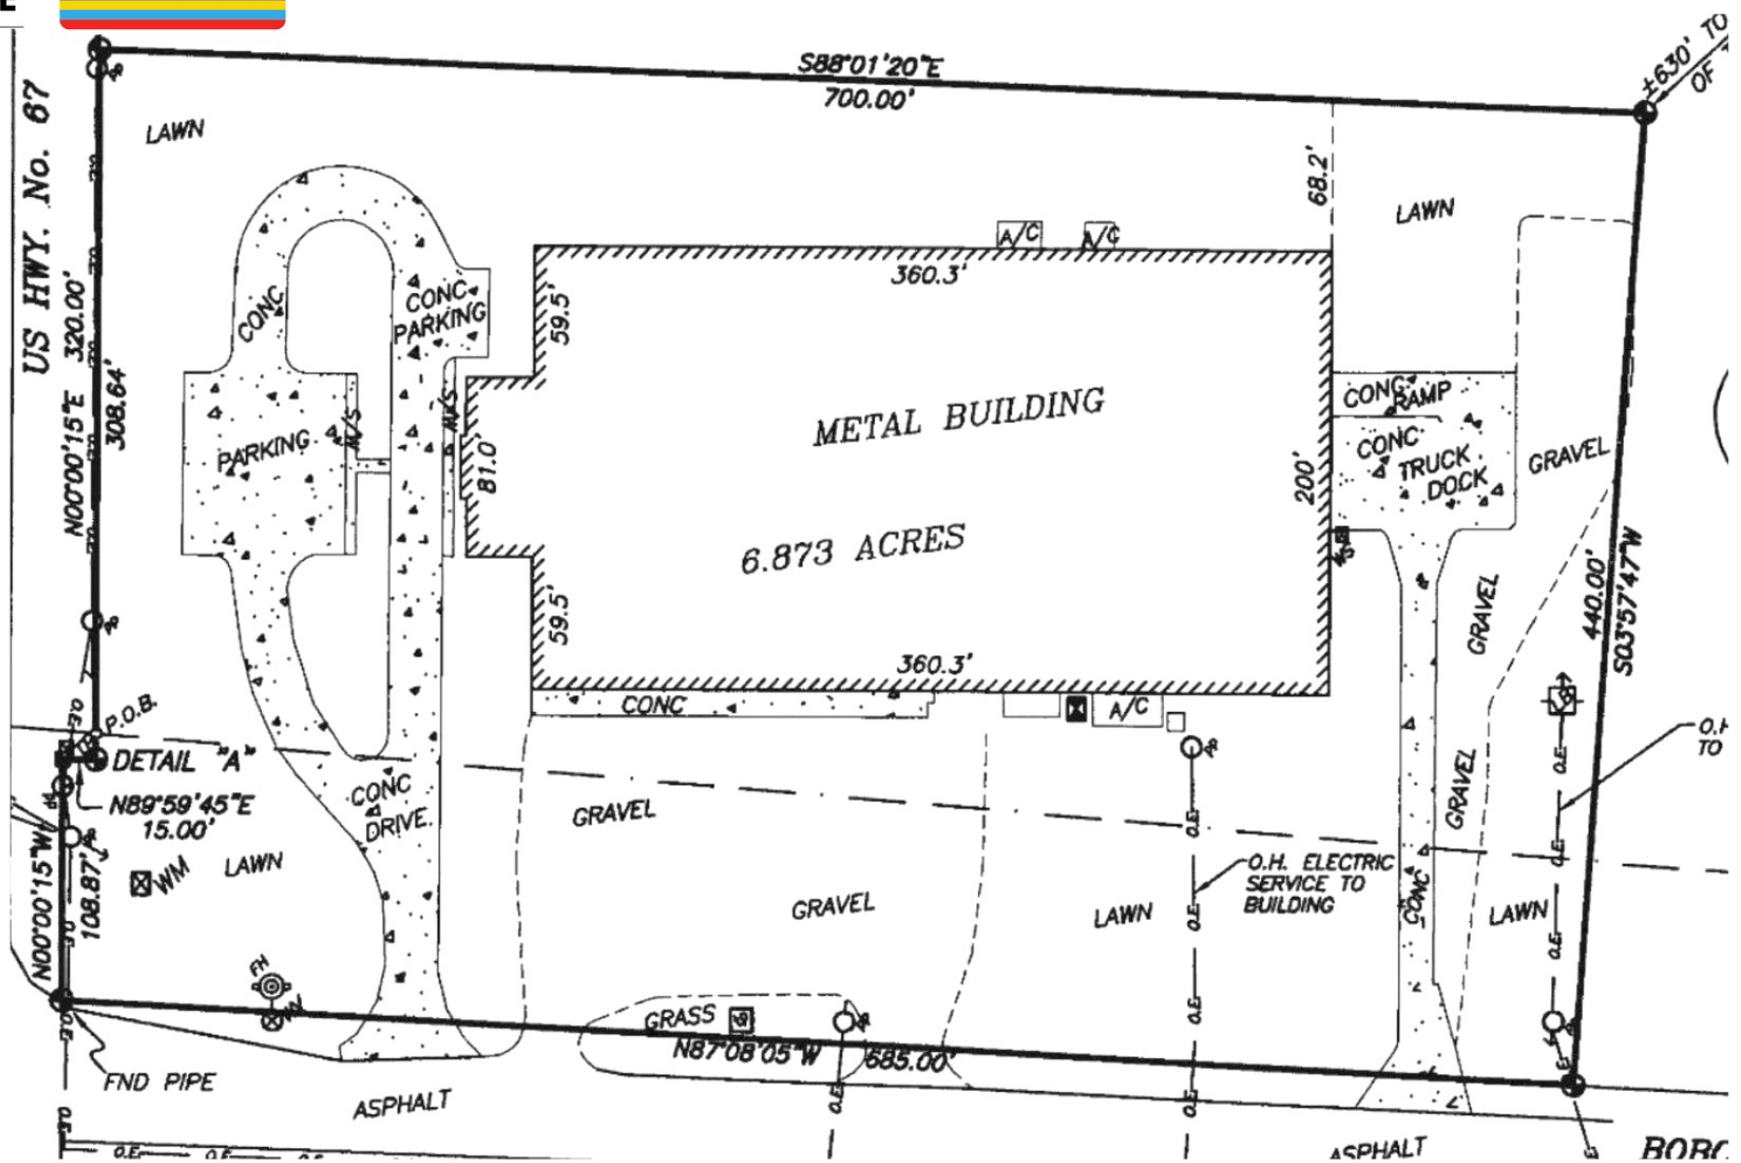 E
S88°01'20"E
700.00'
±630' TO
OF
US HWY. No. 67
LAWN
68.2'
LAWN
A/C
A/C
360.3'
59.5'
CONC
CONC
PARKING
N00°00'15"E 320.00'
308.64'
METAL BUILDING
CONC
RAMP
PARKING
M/S
M/S
81.0'
200'
CONC
TRUCK
DOCK
GRAVEL
6.873 ACRES
GRAVEL
440.00'
S03°57'47"W
59.5'
360.3'
CONC
A/C
P.O.B.
DETAIL "A"
N89°59'45"E
15.00'
CONC
DRIVE
GRAVEL
GRAVEL
O.E.
O.E.
TO
N00°00'15"W
108.87'
WM
LAWN
O.H. ELECTRIC
SERVICE TO
BUILDING
O.E.
GRAVEL
LAWN
O.E.
CONC
LAWN
O.E.
FH
O.E.
GRASS
N87°08'05"W 685.00'
FND PIPE
ASPHALT
O.E.
O.E.
O.E.
O.E.
ASPHALT